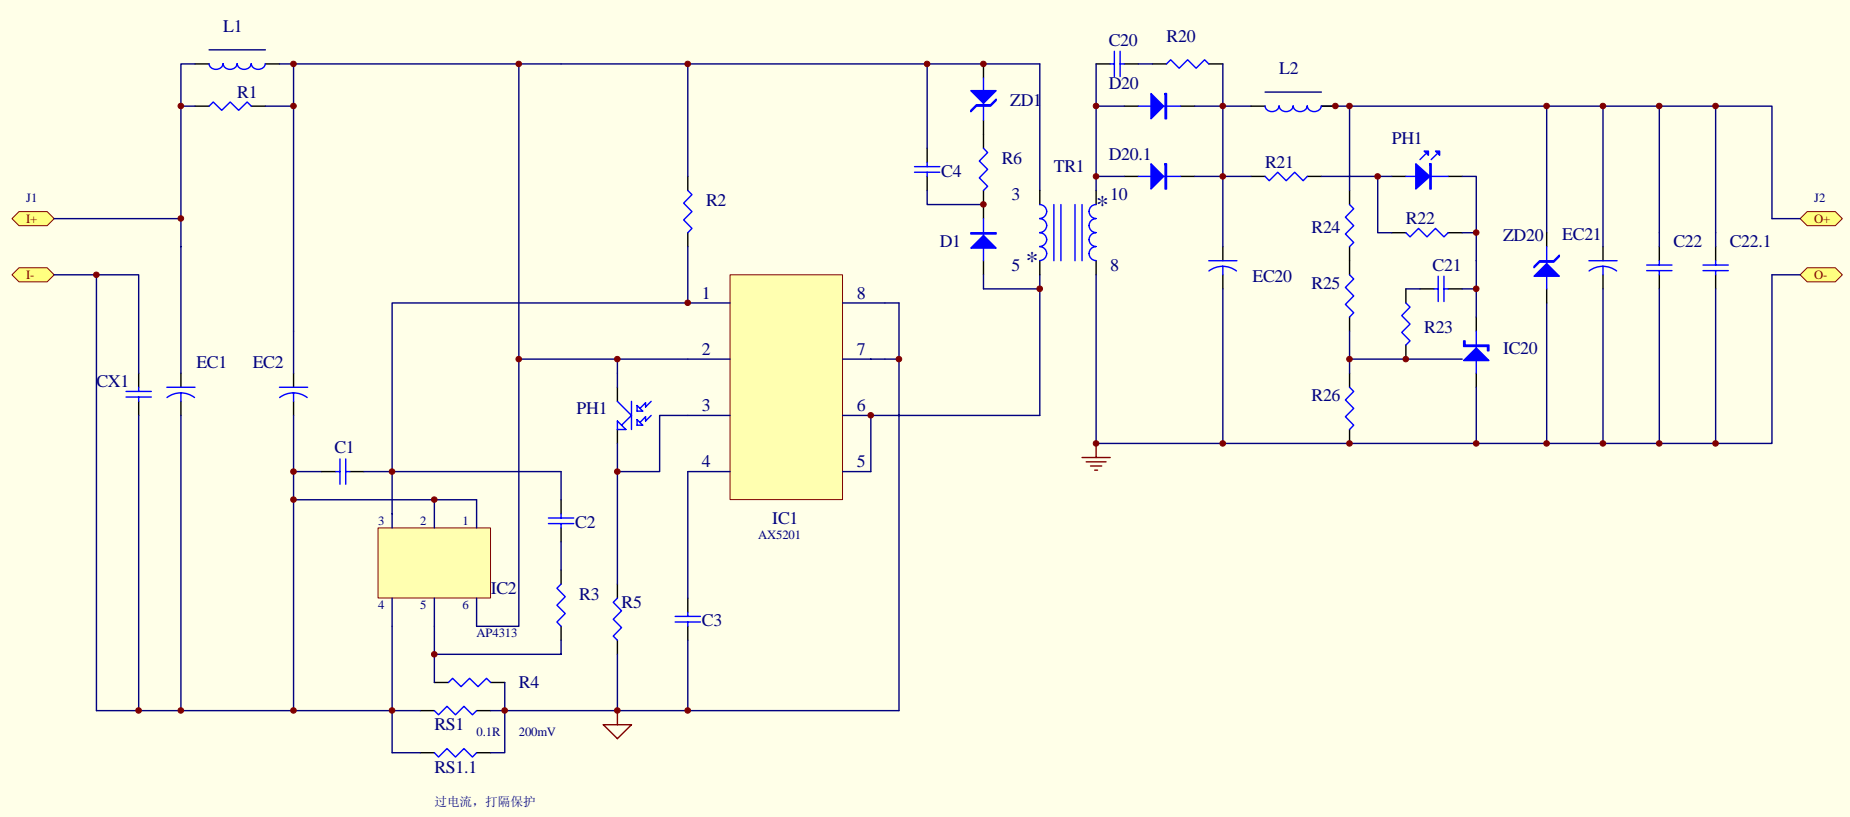 L1
R1
J1
I+
I-
CX1
EC1
EC2
C1
3
2
1
IC2
4
5
6
AP4313
C2
R3
R4
RS1
0.1R
200mV
RS1.1
过电流，打隔保护
R2
PH1
R5
C3
1
2
3
4
8
7
6
5
IC1
AX5201
C4
ZD1
R6
D1
TR1
3
5
*
10
*
8
C20
R20
D20
D20.1
L2
R21
PH1
R22
R24
R25
R26
C21
R23
IC20
EC20
ZD20
EC21
C22
C22.1
J2
O+
O-